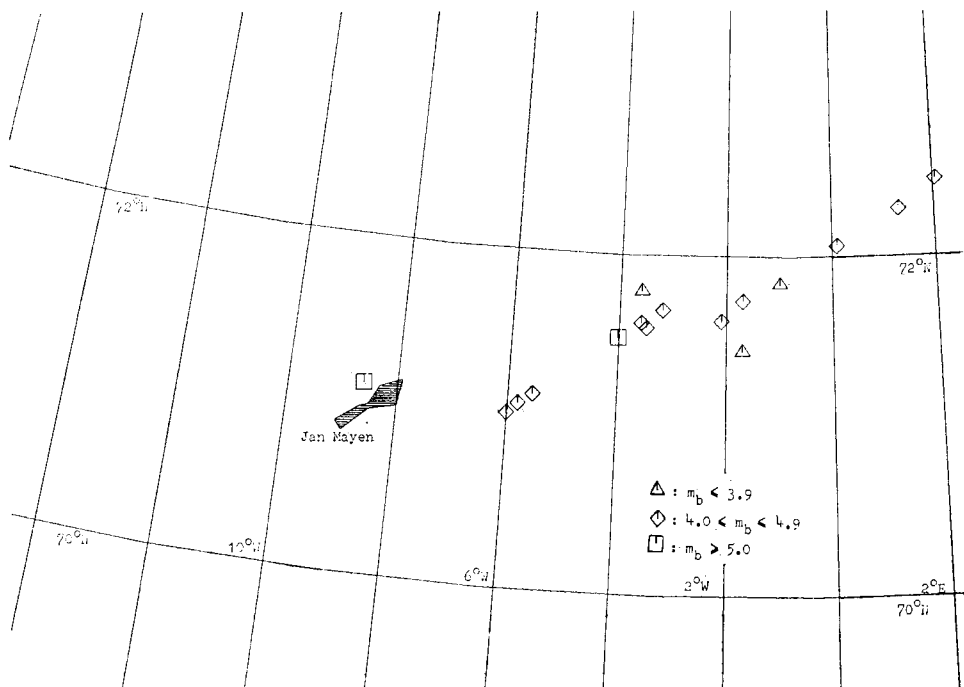 72°N
72°N
Jan Mayen
: m_b < 3.9
: 4.0 < m_b < 4.9
: m_b > 5.0
70°N
10°W
6°W
2°W
2°E
70°N